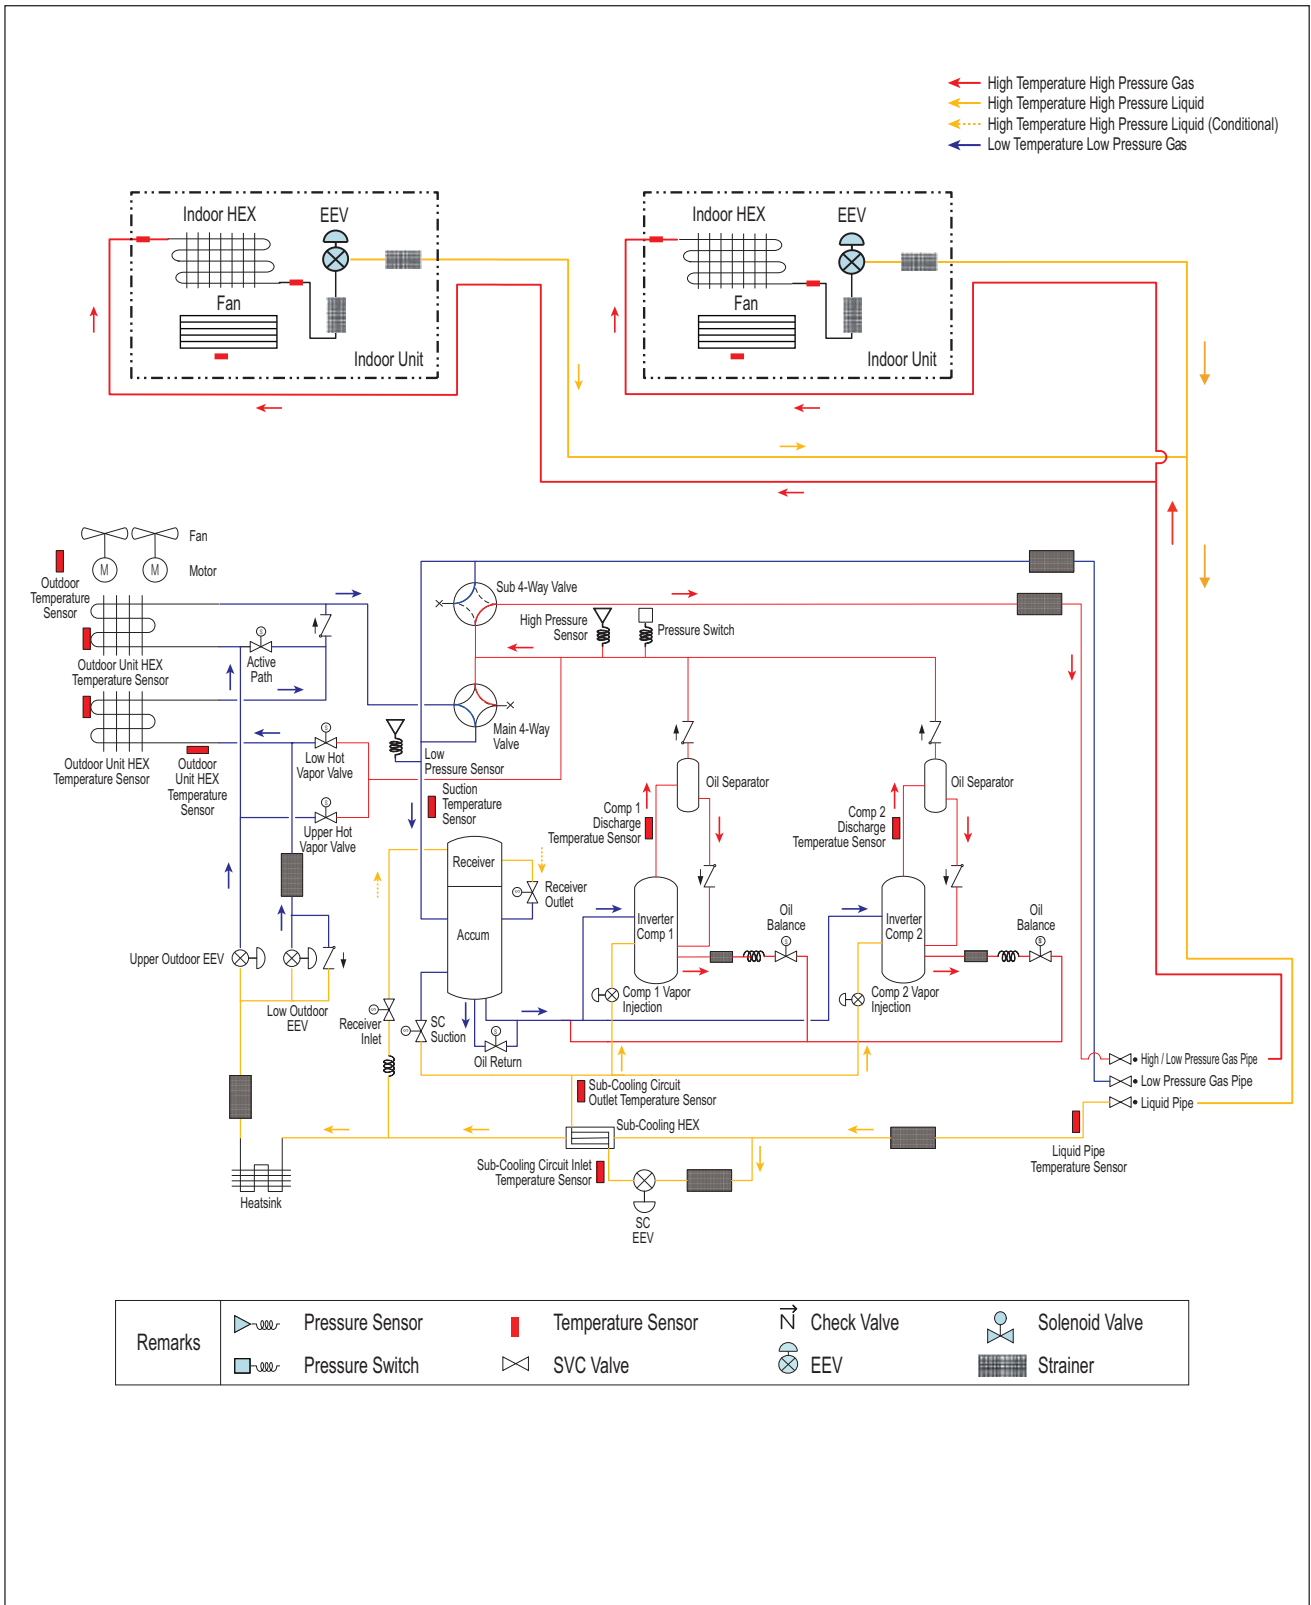 High Temperature High Pressure Gas
High Temperature High Pressure Liquid
High Temperature High Pressure Liquid (Conditional)
Low Temperature Low Pressure Gas
Indoor HEX
EEV
Fan
Indoor Unit
Indoor HEX
EEV
Fan
Indoor Unit
Fan
M
M
Motor
Outdoor
Temperature
Sensor
Sub 4-Way Valve
High Pressure
Sensor
Pressure Switch
S
Active
Path
Outdoor Unit HEX
Temperature Sensor
Main 4-Way
Valve
Outdoor Unit HEX
Temperature Sensor
Outdoor
Unit HEX
Temperature
Sensor
S
Low Hot
Vapor Valve
Low
Pressure Sensor
S
Upper Hot
Vapor Valve
Suction
Temperature
Sensor
Oil Separator
Comp 1
Discharge
Temperatue Sensor
Oil Separator
Comp 2
Discharge
Temperatue Sensor
Receiver
S
Receiver
Outlet
Accum
Inverter
Comp 1
Oil
Balance
S
Inverter
Comp 2
Oil
Balance
S
Upper Outdoor EEV
Low Outdoor
EEV
S
Receiver
Inlet
S
SC
Suction
S
Oil Return
Comp 1 Vapor
Injection
Comp 2 Vapor
Injection
High / Low Pressure Gas Pipe
Low Pressure Gas Pipe
Liquid Pipe
Sub-Cooling Circuit
Outlet Temperature Sensor
Sub-Cooling HEX
Liquid Pipe
Temperature Sensor
Sub-Cooling Circuit Inlet
Temperature Sensor
SC
EEV
Heatsink
Remarks
Pressure Sensor
Temperature Sensor
Check Valve
Solenoid Valve
Pressure Switch
SVC Valve
EEV
Strainer